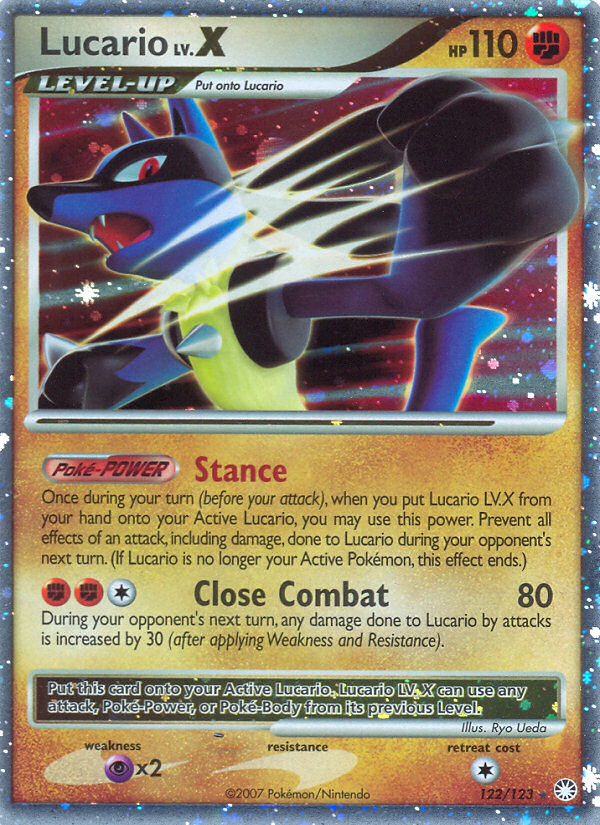 Lucario LV.X HP 110
LEVEL-UP Put onto Lucario
Poké-POWER Stance
Once during your turn (before your attack), when you put Lucario LV.X from
your hand onto your Active Lucario, you may use this power. Prevent all
effects of an attack, including damage, done to Lucario during your opponent's
next turn. (If Lucario is no longer your Active Pokémon, this effect ends.)
Close Combat 80
During your opponent's next turn, any damage done to Lucario by attacks
is increased by 30 (after applying Weakness and Resistance).
Put this card onto your Active Lucario. Lucario LV. X can use any
attack, Poké-Power, or Poké-Body from its previous Level.
Illus. Ryo Ueda
weakness resistance retreat cost
x2
©2007 Pokémon/Nintendo 122/123